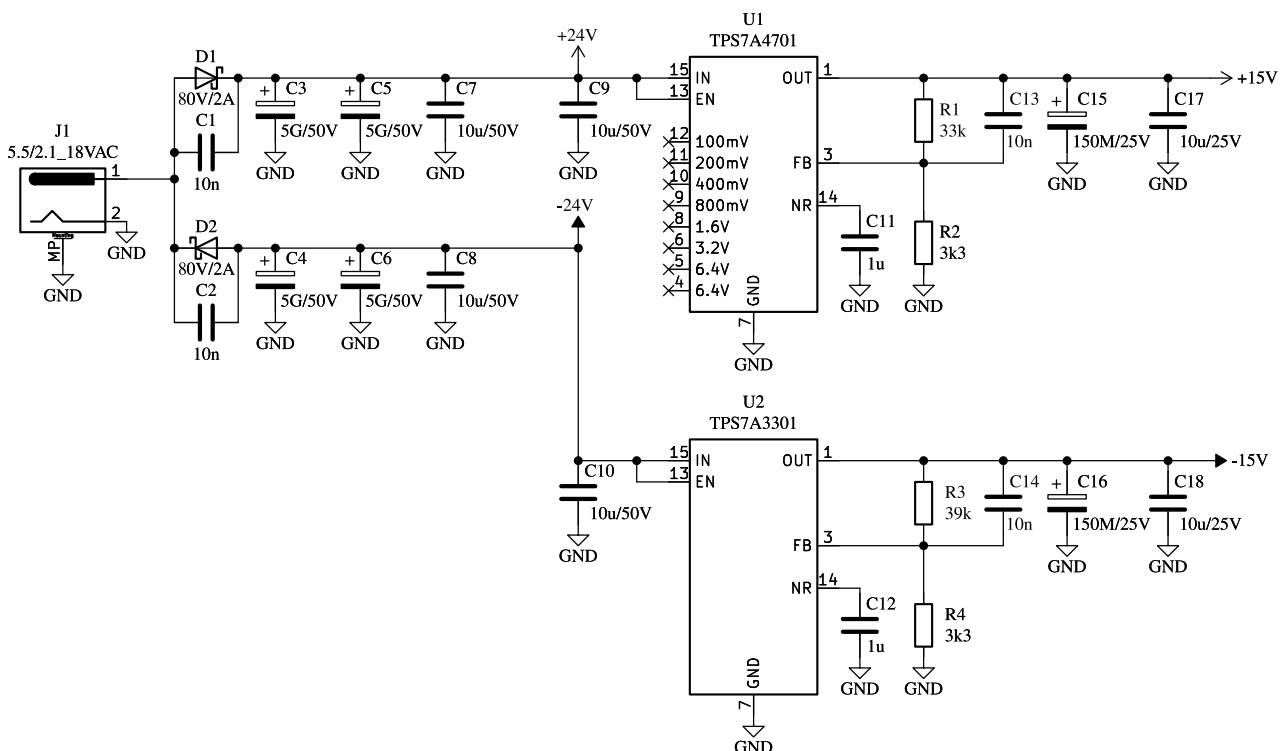 J1
5.5/2.1_18VAC
1
2
MP
Mounting
GND
GND
D1
80V/2A
C1
10n
D2
80V/2A
C2
10n
+
C3
5G/50V
GND
+
C5
5G/50V
GND
C7
10u/50V
GND
+24V
C9
10u/50V
GND
+
C4
5G/50V
GND
+
C6
5G/50V
GND
C8
10u/50V
GND
-24V
U1
TPS7A4701
15 IN
13 EN
12 100mV
11 200mV
10 400mV
9 800mV
8 1.6V
6 3.2V
5 6.4V
4 6.4V
OUT 1
FB 3
NR 14
GND
7
GND
C11
1u
GND
R1
33k
R2
3k3
GND
C13
10n
+
C15
150M/25V
GND
C17
10u/25V
GND
+15V
C10
10u/50V
GND
U2
TPS7A3301
15 IN
13 EN
OUT 1
FB 3
NR 14
GND
7
GND
C12
1u
GND
R3
39k
R4
3k3
GND
C14
10n
+
C16
150M/25V
GND
C18
10u/25V
GND
-15V